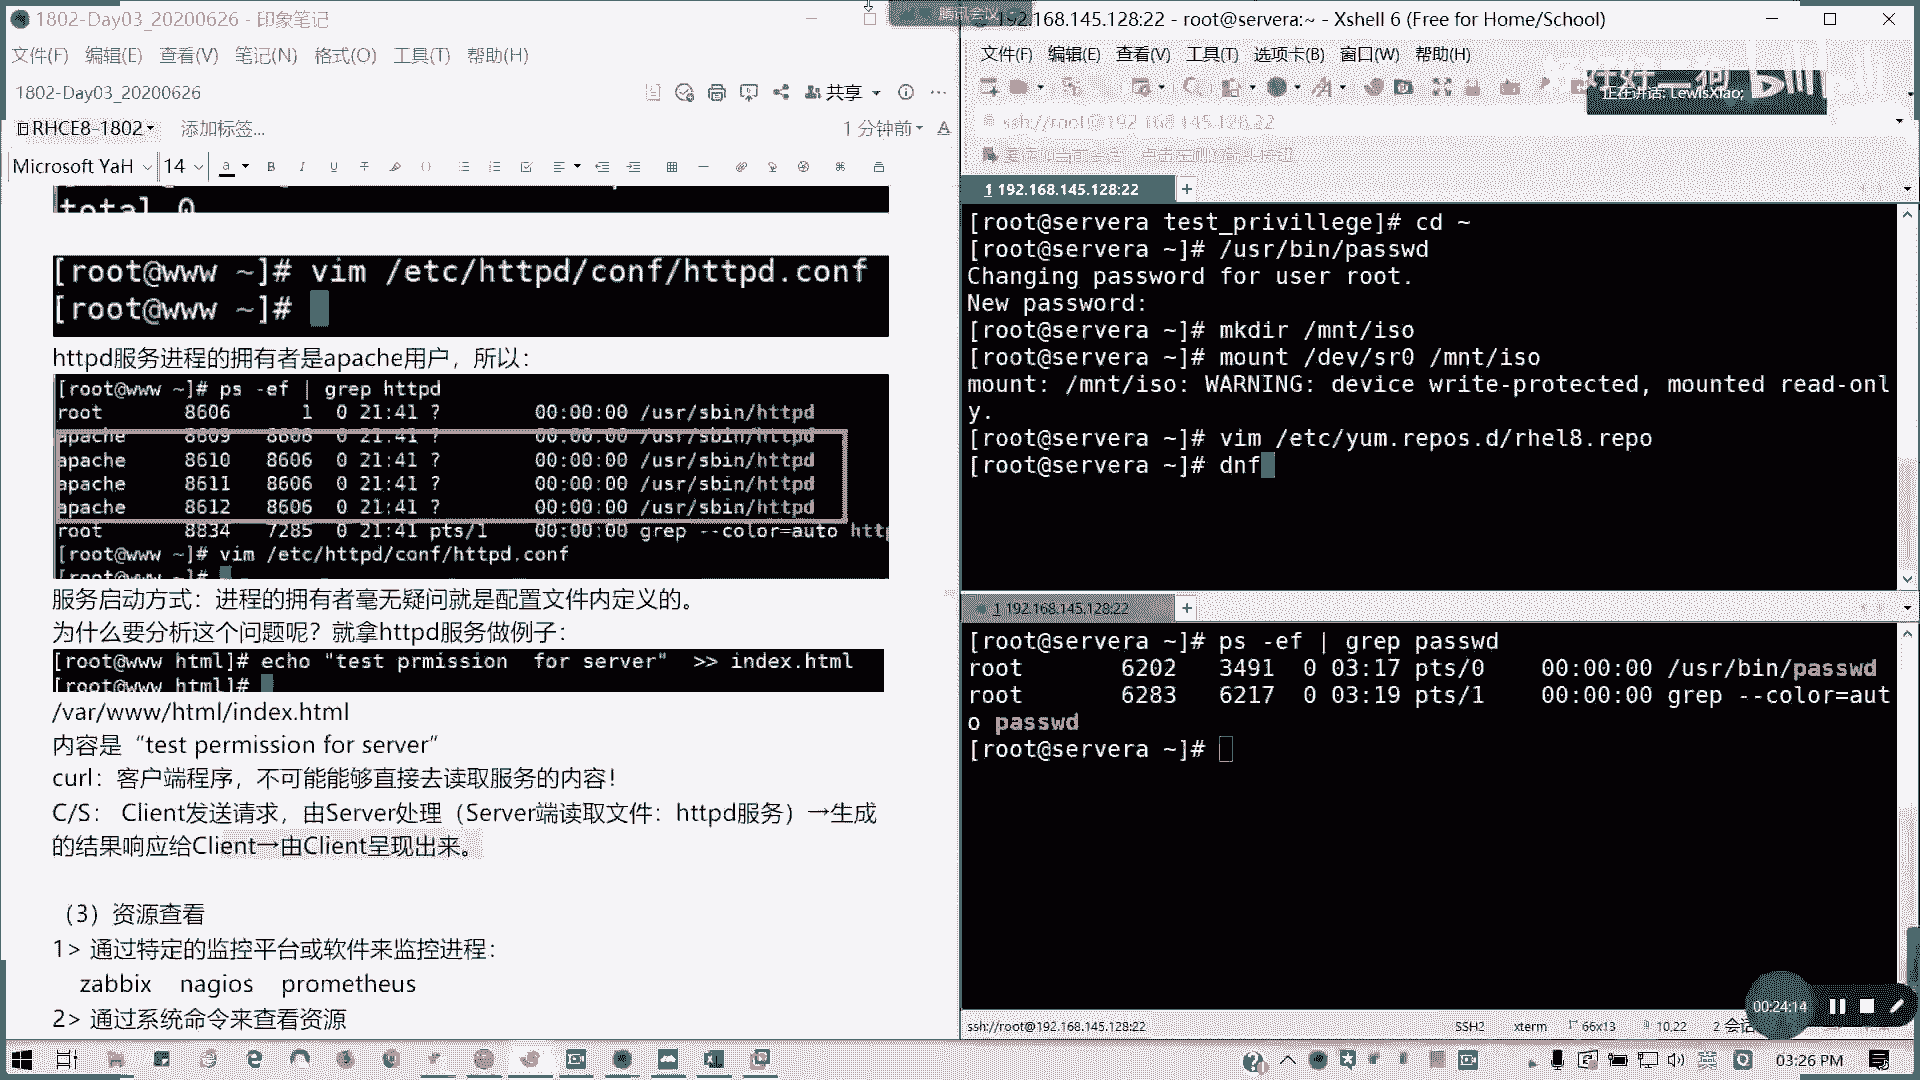 1802-Day03_20200626 - 印象笔记
文件(F) 编辑(E) 查看(V) 笔记(N) 格式(O) 工具(T) 帮助(H)
1802-Day03_20200626
共享
RHCE8-1802
添加标签...
1 分钟前
Microsoft YaH 14
total 0
[root@www ~]# vim /etc/httpd/conf/httpd.conf
[root@www ~]#
httpd服务进程的拥有者是apache用户，所以：
[root@www ~]# ps -ef | grep httpd
root 8606 1 0 21:41 ? 00:00:00 /usr/sbin/httpd
apache 8609 8606 0 21:41 ? 00:00:00 /usr/sbin/httpd
apache 8610 8606 0 21:41 ? 00:00:00 /usr/sbin/httpd
apache 8611 8606 0 21:41 ? 00:00:00 /usr/sbin/httpd
apache 8612 8606 0 21:41 ? 00:00:00 /usr/sbin/httpd
root 8834 7285 0 21:41 pts/1 00:00:00 grep --color=auto http
[root@www ~]# vim /etc/httpd/conf/httpd.conf
[root@www ~]#
服务启动方式：进程的拥有者毫无疑问就是配置文件内定义的。
为什么要分析这个问题呢？就拿httpd服务做例子：
[root@www html]# echo "test prmission for server" >> index.html
[root@www html]#
/var/www/html/index.html
内容是“test permission for server”
curl：客户端程序，不可能能够直接去读取服务的内容！
C/S： Client发送请求，由Server处理（Server端读取文件：httpd服务）→生成
的结果响应给Client→由Client呈现出来。
（3）资源查看
1> 通过特定的监控平台或软件来监控进程：
zabbix nagios prometheus
2> 通过系统命令来查看资源
腾讯会议
192.168.145.128:22 - root@servera:~ - Xshell 6 (Free for Home/School)
文件(F) 编辑(E) 查看(V) 工具(T) 选项卡(B) 窗口(W) 帮助(H)
正在讲话: LewisXiao;
ssh://root@192.168.145.128:22
1 192.168.145.128:22
[root@servera test_privillege]# cd ~
[root@servera ~]# /usr/bin/passwd
Changing password for user root.
New password:
[root@servera ~]# mkdir /mnt/iso
[root@servera ~]# mount /dev/sr0 /mnt/iso
mount: /mnt/iso: WARNING: device write-protected, mounted read-onl
y.
[root@servera ~]# vim /etc/yum.repos.d/rhel8.repo
[root@servera ~]# dnf
1 192.168.145.128:22
[root@servera ~]# ps -ef | grep passwd
root 6202 3491 0 03:17 pts/0 00:00:00 /usr/bin/passwd
root 6283 6217 0 03:19 pts/1 00:00:00 grep --color=aut
o passwd
[root@servera ~]#
00:24:14
ssh://root@192.168.145.128:22 SSH2 xterm 66x13 10,22 2 会话
03:26 PM